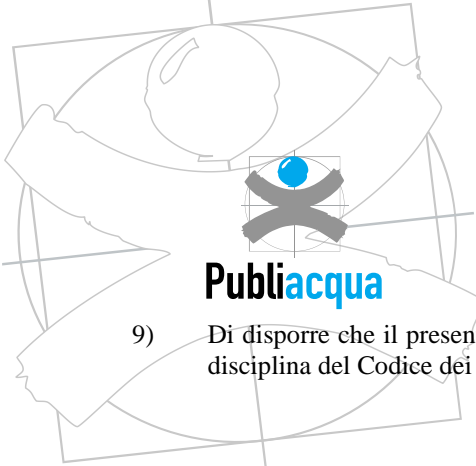 Publiacqua
9) Di disporre che il presen
disciplina del Codice dei